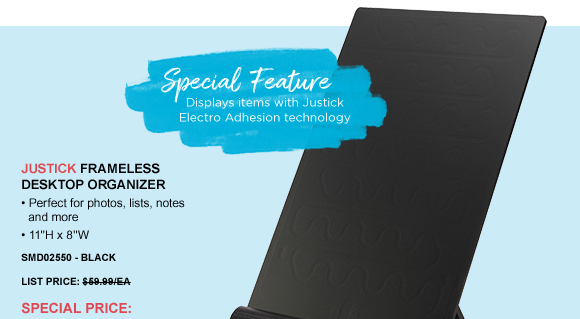 Special Feature
Displays items with Justick
Electro Adhesion technology
JUSTICK FRAMELESS
DESKTOP ORGANIZER
• Perfect for photos, lists, notes
and more
• 11"H x 8"W
SMD02550 - BLACK
LIST PRICE: $59.99/EA
SPECIAL PRICE: